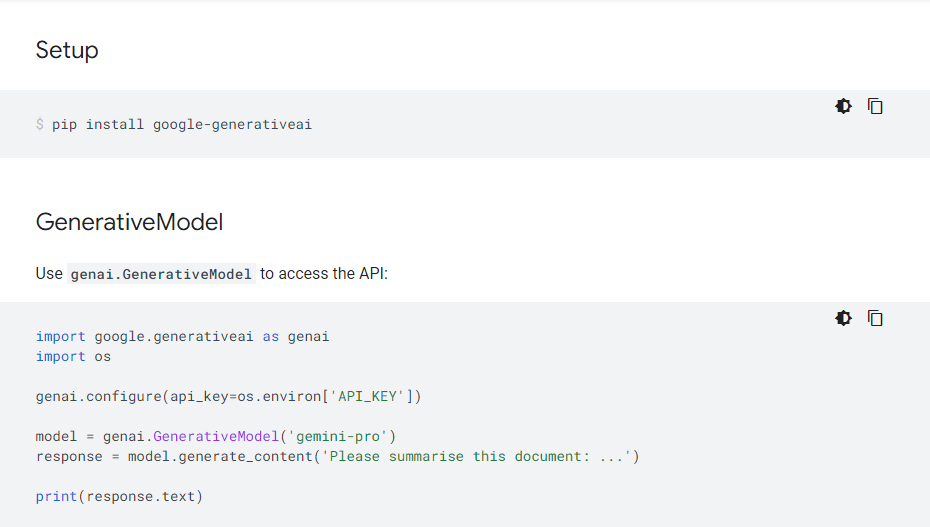 Setup
$ pip install google-generativeai
GenerativeModel
Use genai.GenerativeModel to access the API:
import google.generativeai as genai
import os
genai.configure(api_key=os.environ['API_KEY'])
model = genai.GenerativeModel('gemini-pro')
response = model.generate_content('Please summarise this document: ...')
print(response.text)